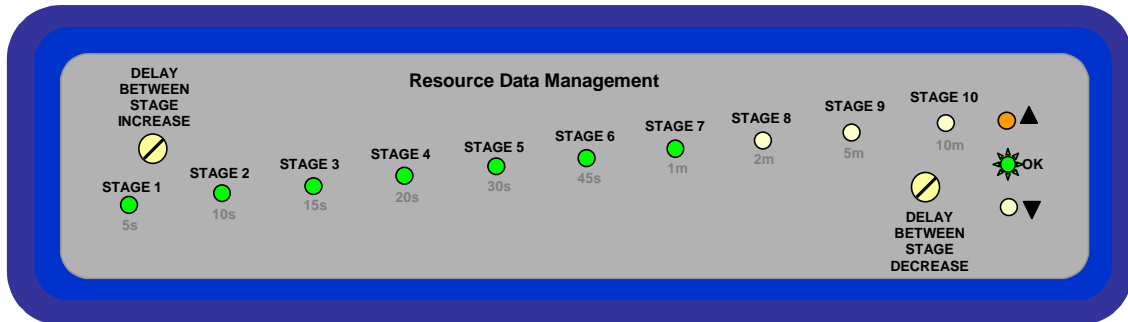 DELAY
BETWEEN
STAGE
INCREASE
Resource Data Management
STAGE 1
5s
STAGE 2
10s
STAGE 3
15s
STAGE 4
20s
STAGE 5
30s
STAGE 6
45s
STAGE 7
1m
STAGE 8
2m
STAGE 9
5m
STAGE 10
10m
▲
OK
▼
DELAY
BETWEEN
STAGE
DECREASE